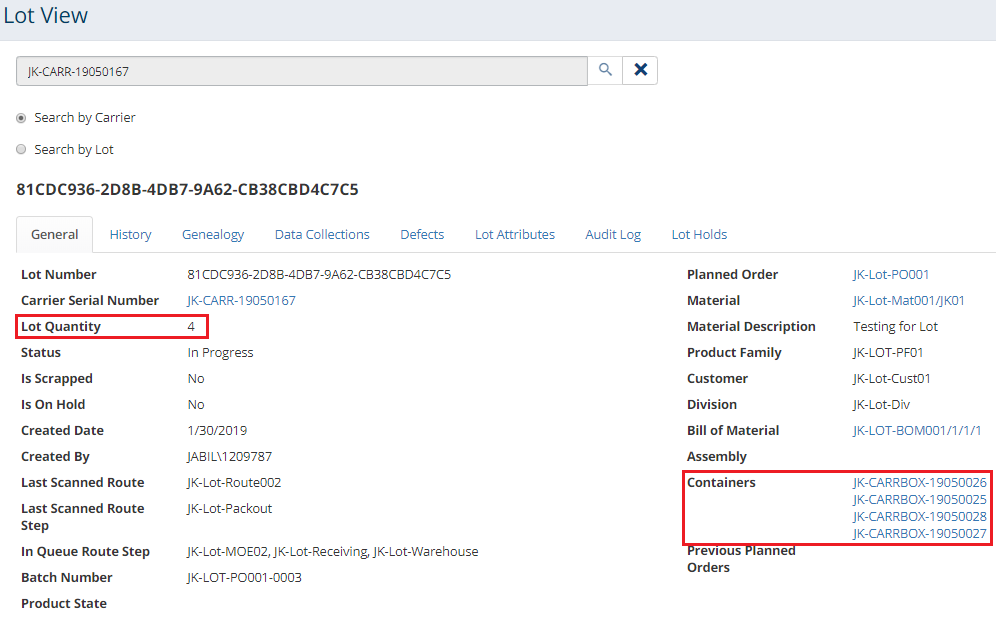 Lot View
JK-CARR-19050167
Search by Carrier
Search by Lot
81CDC936-2D8B-4DB7-9A62-CB38CBD4C7C5
General History Genealogy Data Collections Defects Lot Attributes Audit Log Lot Holds
Lot Number 81CDC936-2D8B-4DB7-9A62-CB38CBD4C7C5
Carrier Serial Number JK-CARR-19050167
Lot Quantity 4
Status In Progress
Is Scrapped No
Is On Hold No
Created Date 1/30/2019
Created By JABIL\1209787
Last Scanned Route JK-Lot-Route002
Last Scanned Route JK-Lot-Packout
Step
In Queue Route Step JK-Lot-MOE02, JK-Lot-Receiving, JK-Lot-Warehouse
Batch Number JK-LOT-PO001-0003
Product State
Planned Order JK-Lot-PO001
Material JK-Lot-Mat001/JK01
Material Description Testing for Lot
Product Family JK-LOT-PF01
Customer JK-Lot-Cust01
Division JK-Lot-Div
Bill of Material JK-LOT-BOM001/1/1/1
Assembly
Containers JK-CARRBOX-19050026
JK-CARRBOX-19050025
JK-CARRBOX-19050028
JK-CARRBOX-19050027
Previous Planned
Orders